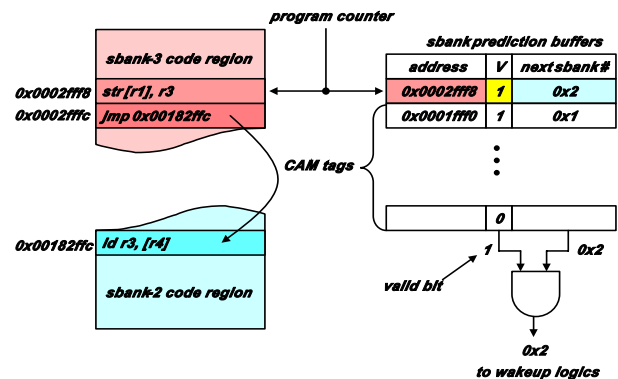 program counter
sbank-3 code region
0x0002fff8 str [r1], r3
0x0002fffc jmp 0x00182ffc
0x00182ffc ld r3, [r4]
sbank-2 code region
sbank prediction buffers
address V next sbank#
0x0002fff8 1 0x2
0x0001fff0 1 0x1
CAM tags
0
1 0x2
valid bit
0x2
to wakeup logics